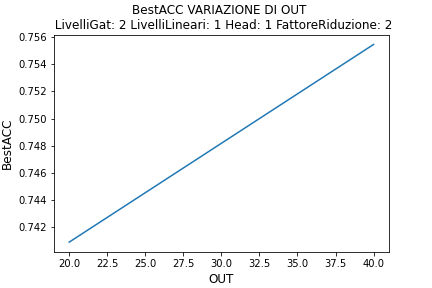 BestACC VARIAZIONE DI OUT
LivelliGat: 2 LivelliLineari: 1 Head: 1 FattoreRiduzione: 2
0.756
0.754
0.752
0.750
0.748
0.746
0.744
0.742
BestACC
20.0 22.5 25.0 27.5 30.0 32.5 35.0 37.5 40.0
OUT